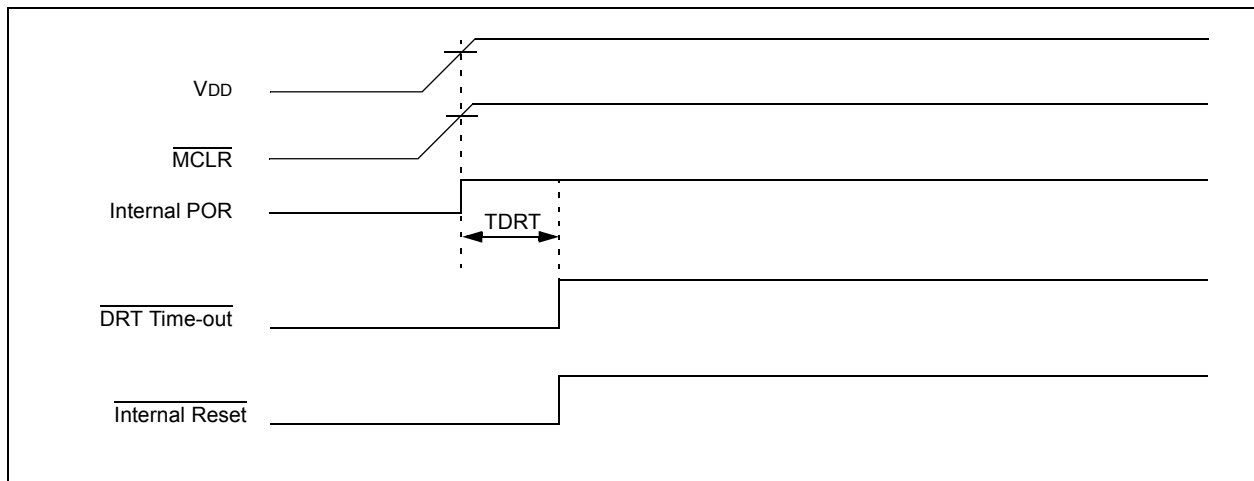 VDD
MCLR
Internal POR
TDRT
DRT Time-out
Internal Reset